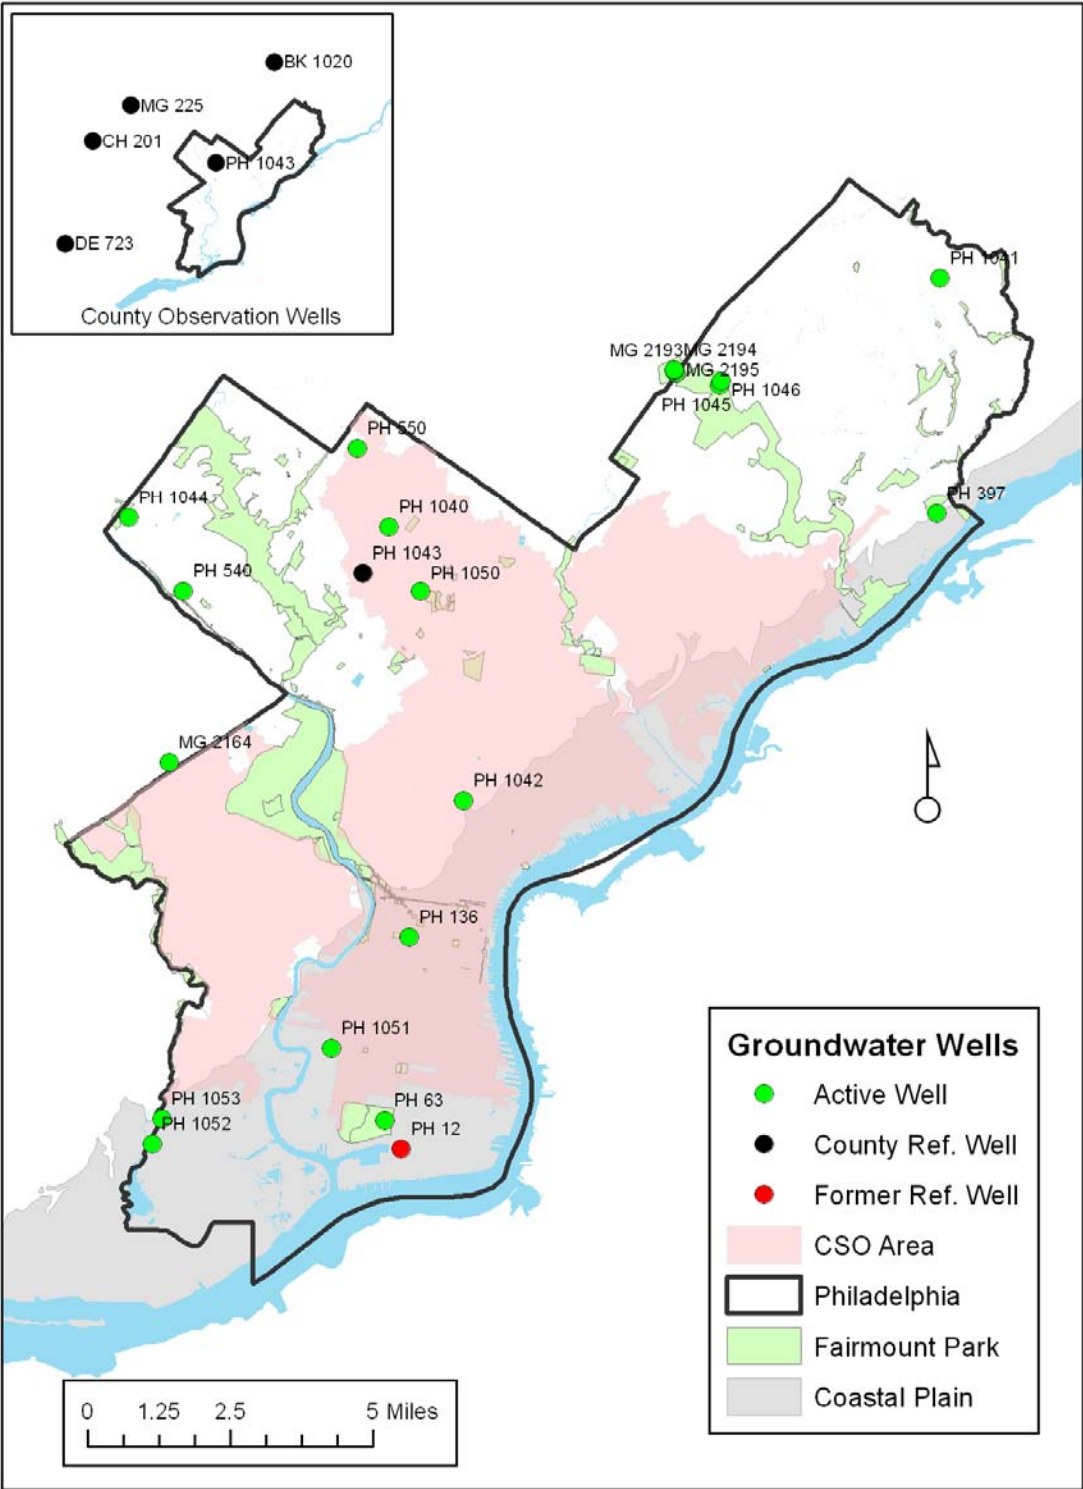 BK 1020
MG 225
CH 201
PH 1043
DE 723
County Observation Wells
PH 1041
MG 2193
MG 2194
MG 2195
PH 1046
PH 1045
PH 550
PH 397
PH 1044
PH 1040
PH 1043
PH 540
PH 1050
MG 2164
PH 1042
PH 136
PH 1051
PH 1053
PH 63
PH 1052
PH 12
Groundwater Wells
Active Well
County Ref. Well
Former Ref. Well
CSO Area
Philadelphia
Fairmount Park
Coastal Plain
0 1.25 2.5 5 Miles